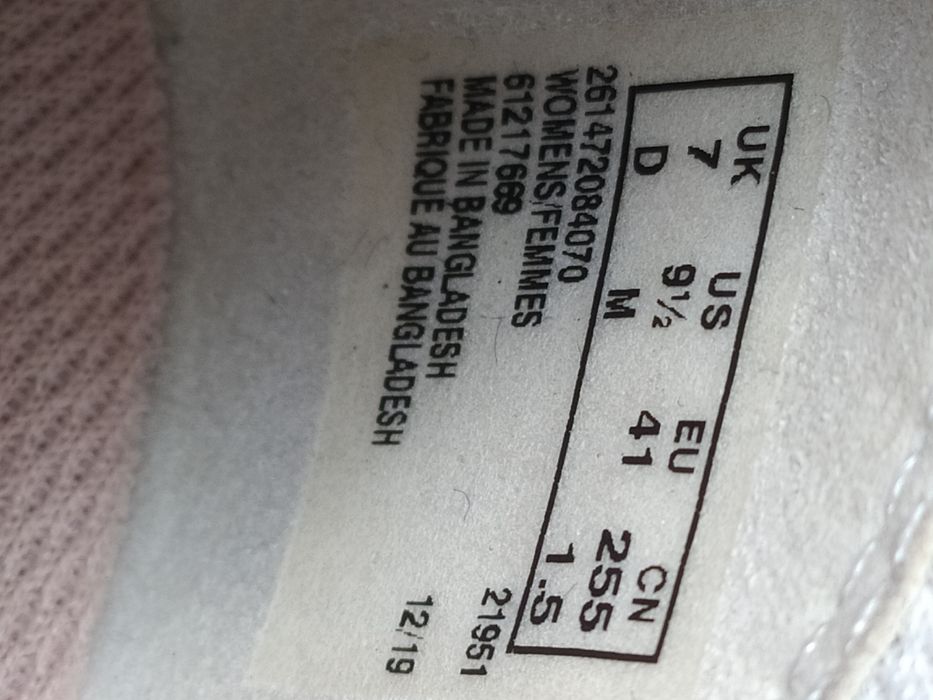 UK US EU CN
7 9½ 41 255
D M 1.5
261472084070
WOMENS/FEMMES
61217669 21951
MADE IN BANGLADESH
FABRIQUE AU BANGLADESH 12/19